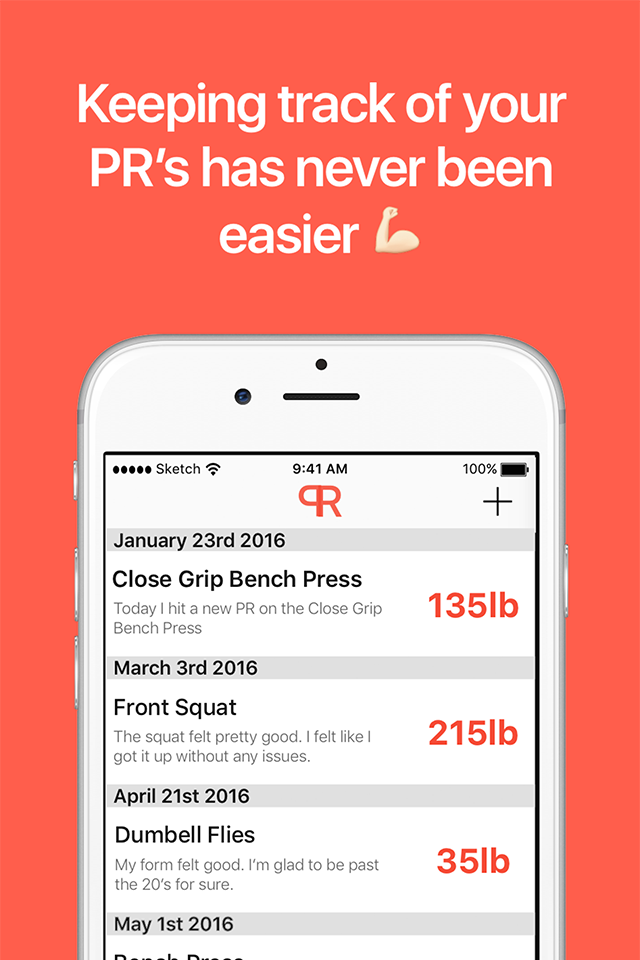 Keeping track of your
PR’s has never been
easier 💪🏻
Sketch
9:41 AM
100%
PR
January 23rd 2016
Close Grip Bench Press
Today I hit a new PR on the Close Grip
Bench Press
135lb
March 3rd 2016
Front Squat
The squat felt pretty good. I felt like I
got it up without any issues.
215lb
April 21st 2016
Dumbell Flies
My form felt good. I’m glad to be past
the 20’s for sure.
35lb
May 1st 2016
Bench Press